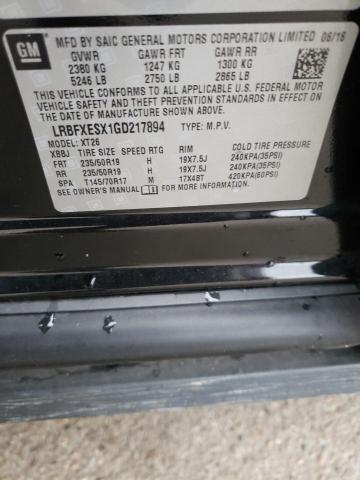 GM
MFD BY SAIC GENERAL MOTORS CORPORATION LIMITED 06/16
GVWR GAWR FRT GAWR RR
2380 KG 1247 KG 1300 KG
5246 LB 2750 LB 2865 LB
THIS VEHICLE CONFORMS TO ALL APPLICABLE U.S. FEDERAL MOTOR
VEHICLE SAFETY STANDARDS IN EFFECT ON THE
DATE OF MANUFACTURE SHOWN ABOVE.
LRBFXESX1GD217894 TYPE: M.P.V.
MODEL: XT26
XBBJ TIRE SIZE SPEED RTG RIM COLD TIRE PRESSURE
FRT 235/50R19 H 19X7.5J 240KPA(35PSI)
RR 235/50R19 H 19X7.5J 240KPA(35PSI)
SPA T145/70R17 M 17X4BT 420KPA(60PSI)
SEE OWNER'S MANUAL FOR ADDITIONAL INFORMATION.